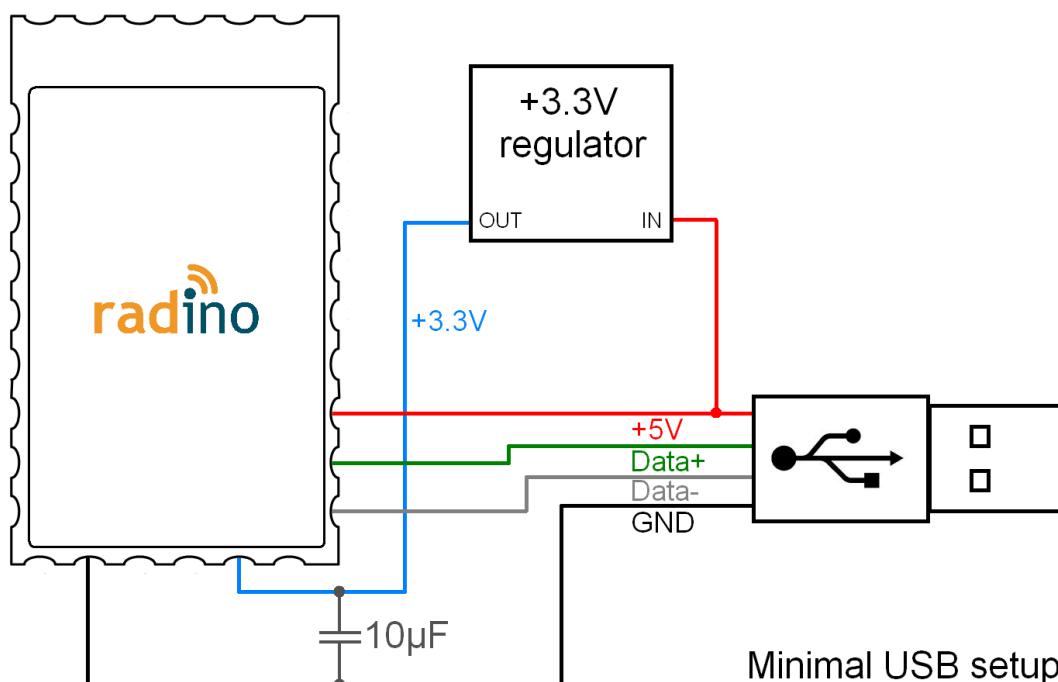 +3.3V
regulator
OUT
IN
radino
+3.3V
+5V
Data+
Data-
GND
10µF
Minimal USB setup